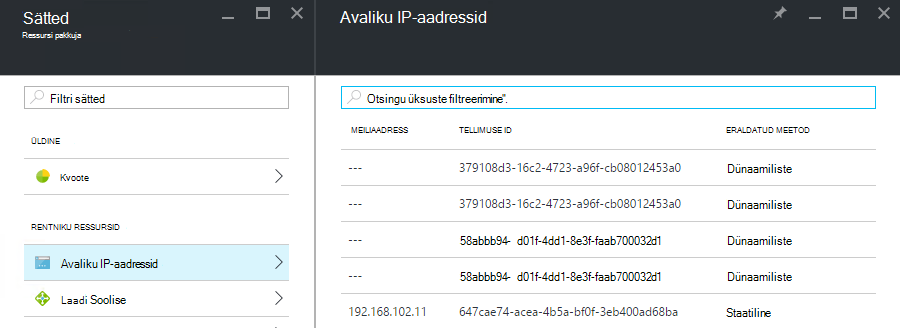 Sätted
Ressursi pakkuja
Filtri sätted
ÜLDINE
Kvoote
RENTNIKU RESSURSID
Avaliku IP-aadressid
Laadi Soolise
Avaliku IP-aadressid
Otsingu üksuste filtreerimine".
MEILIAADRESS TELLIMUSE ID ERALDATUD MEETOD
--- 379108d3-16c2-4723-a96f-cb08012453a0 Dünaamiliste
--- 379108d3-16c2-4723-a96f-cb08012453a0 Dünaamiliste
--- 58abbb94- d01f-4dd1-8e3f-faab700032d1 Dünaamiliste
--- 58abbb94- d01f-4dd1-8e3f-faab700032d1 Dünaamiliste
192.168.102.11 647cae74-acea-4b5a-bf0f-3eb400ad68ba Staatiline